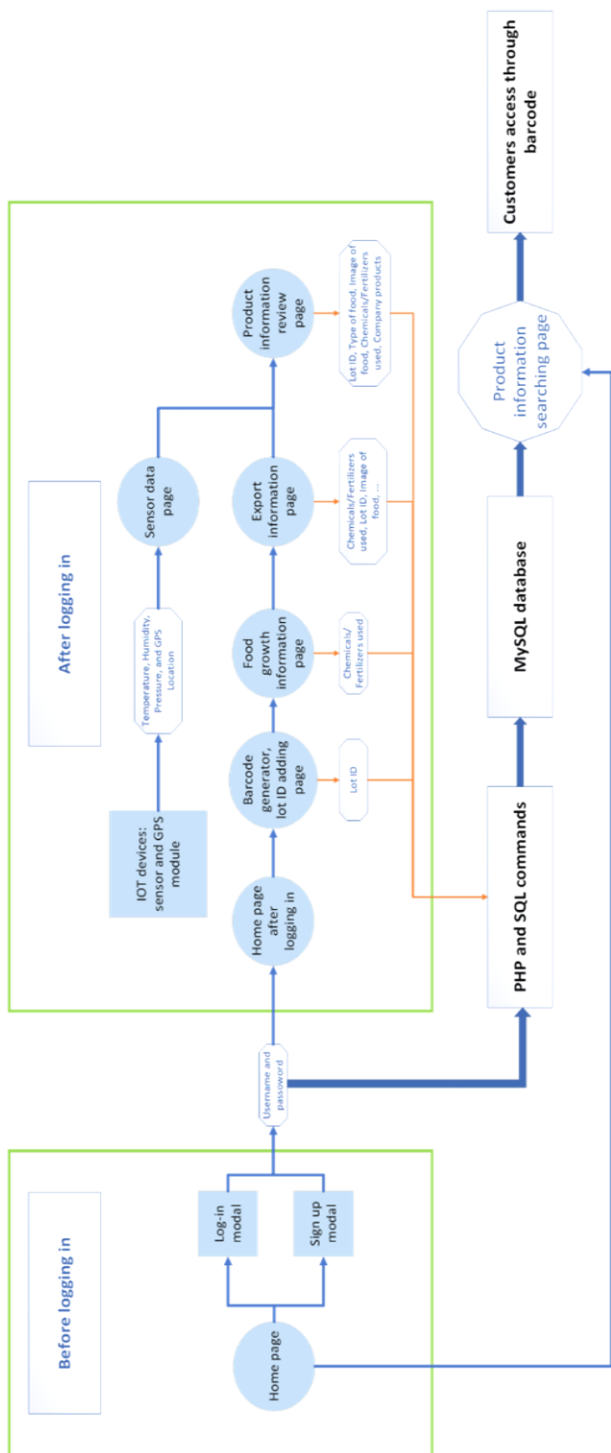 Before logging in
Home page
Log-in
modal
Sign up
modal
Username and
passoword
After logging in
IOT devices:
sensor and GPS
module
Temperature, Humidity,
Pressure, and GPS
Location
Sensor data
page
Home page
after
logging in
Barcode
generator,
lot ID adding
page
Food
growth
information
page
Export
information
page
Product
information
review
page
Lot ID
Chemicals/
Fertilizers used
Chemicals/Fertilizers
used, Lot ID, Image of
food, ...
Lot ID, Type of food, Image of
food, Chemicals/Fertilizers
used, Company products
PHP and SQL commands
MySQL database
Product
information
searching page
Customers access through
barcode